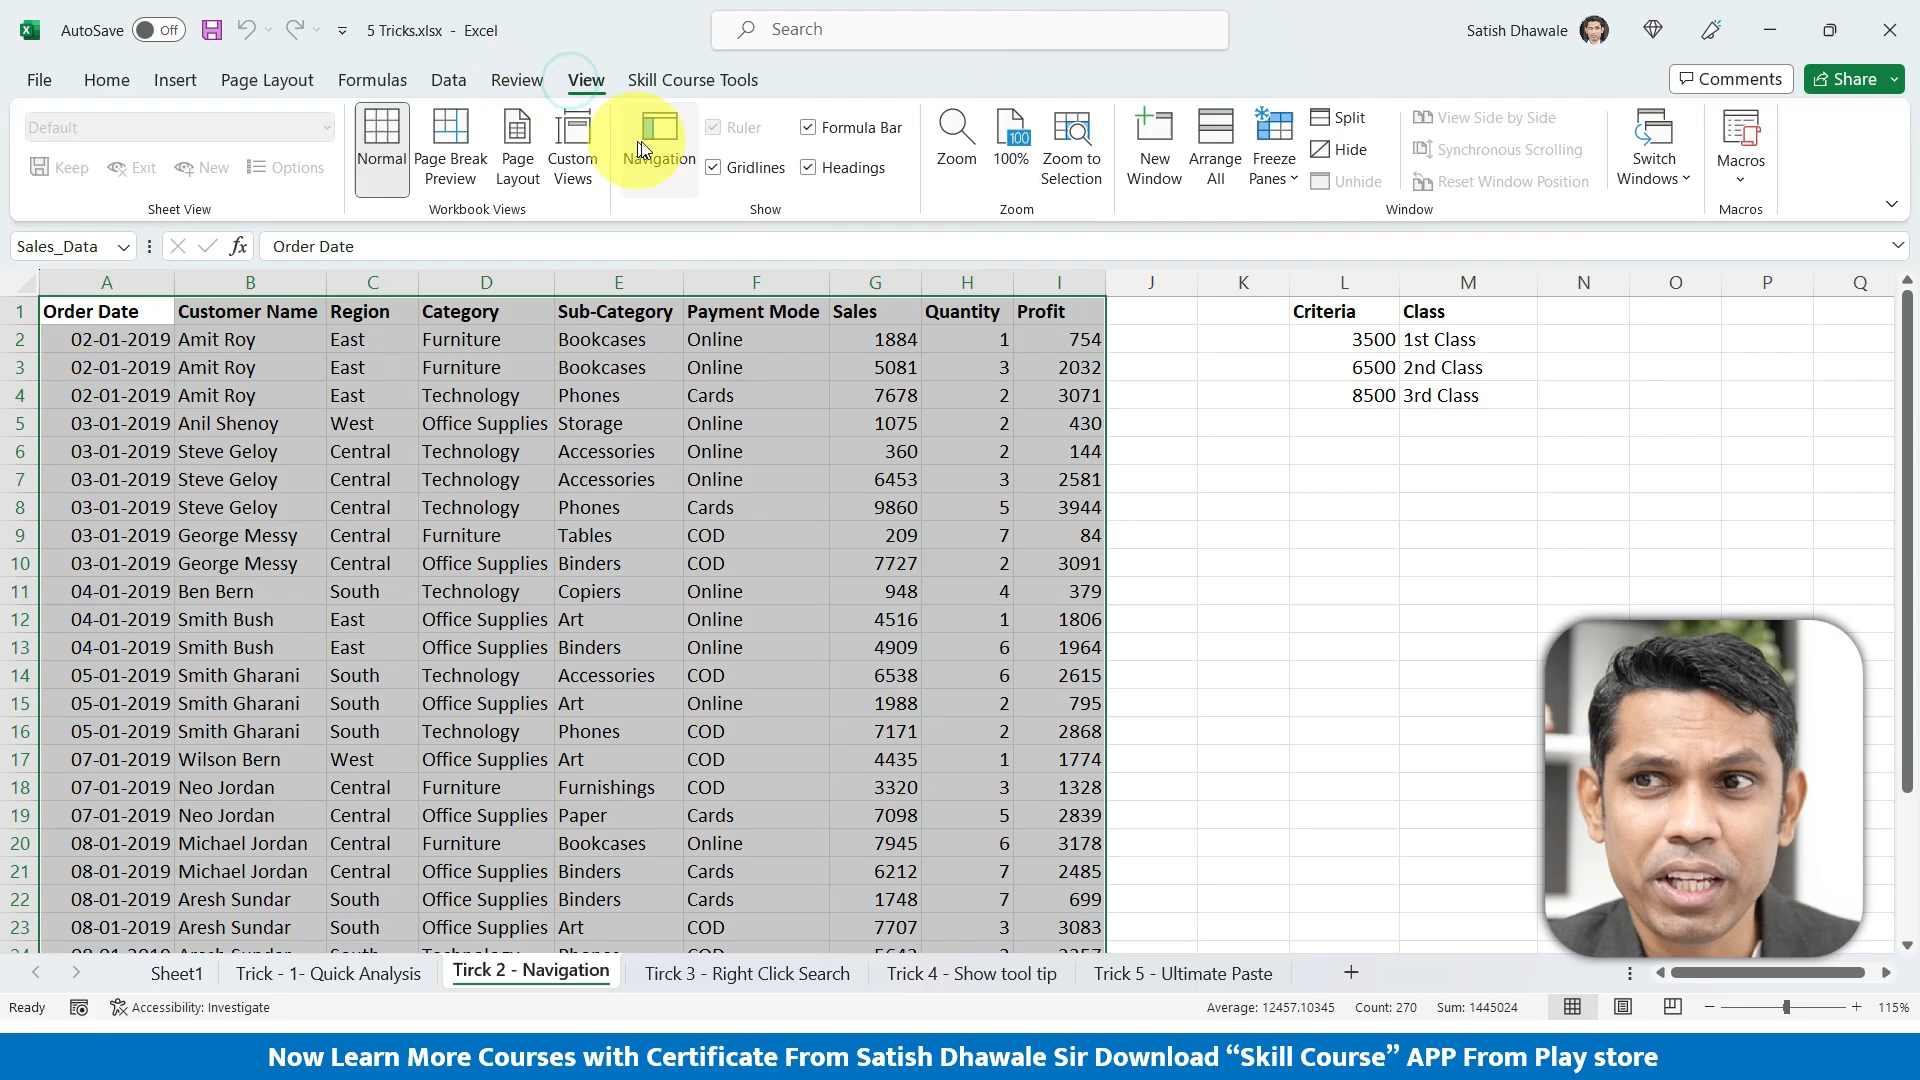 AutoSave Off 5 Tricks.xlsx - Excel Search Satish Dhawale
File Home Insert Page Layout Formulas Data Review View Skill Course Tools Comments Share
Default
Keep Exit New Options
Sheet View
Normal
Page Break Preview
Page Layout
Custom Views
Workbook Views
Navigation
Ruler Formula Bar
Gridlines Headings
Show
Zoom
100
100%
Zoom to Selection
Zoom
New Window
Arrange All
Freeze Panes
Split
Hide
Unhide
View Side by Side
Synchronous Scrolling
Reset Window Position
Switch Windows
Window
Macros
Macros
Sales_Data fx Order Date
A B C D E F G H I J K L M N O P Q
1 Order Date Customer Name Region Category Sub-Category Payment Mode Sales Quantity Profit Criteria Class
2 02-01-2019 Amit Roy East Furniture Bookcases Online 1884 1 754 3500 1st Class
3 02-01-2019 Amit Roy East Furniture Bookcases Online 5081 3 2032 6500 2nd Class
4 02-01-2019 Amit Roy East Technology Phones Cards 7678 2 3071 8500 3rd Class
5 03-01-2019 Anil Shenoy West Office Supplies Storage Online 1075 2 430
6 03-01-2019 Steve Geloy Central Technology Accessories Online 360 2 144
7 03-01-2019 Steve Geloy Central Technology Accessories Online 6453 3 2581
8 03-01-2019 Steve Geloy Central Technology Phones Cards 9860 5 3944
9 03-01-2019 George Messy Central Furniture Tables COD 209 7 84
10 03-01-2019 George Messy Central Office Supplies Binders COD 7727 2 3091
11 04-01-2019 Ben Bern South Technology Copiers Online 948 4 379
12 04-01-2019 Smith Bush East Office Supplies Art Online 4516 1 1806
13 04-01-2019 Smith Bush East Office Supplies Binders Online 4909 6 1964
14 05-01-2019 Smith Gharani South Technology Accessories COD 6538 6 2615
15 05-01-2019 Smith Gharani South Office Supplies Art Online 1988 2 795
16 05-01-2019 Smith Gharani South Technology Phones COD 7171 2 2868
17 07-01-2019 Wilson Bern West Office Supplies Art COD 4435 1 1774
18 07-01-2019 Neo Jordan Central Furniture Furnishings COD 3320 3 1328
19 07-01-2019 Neo Jordan Central Office Supplies Paper Cards 7098 5 2839
20 08-01-2019 Michael Jordan Central Furniture Bookcases Online 7945 6 3178
21 08-01-2019 Michael Jordan Central Office Supplies Binders Cards 6212 7 2485
22 08-01-2019 Aresh Sundar South Office Supplies Binders Cards 1748 7 699
23 08-01-2019 Aresh Sundar South Office Supplies Art COD 7707 3 3083
Sheet1 Trick - 1- Quick Analysis Tirck 2 - Navigation Tirck 3 - Right Click Search Trick 4 - Show tool tip Trick 5 - Ultimate Paste
Ready Accessibility: Investigate Average: 12457.10345 Count: 270 Sum: 1445024 115%
Now Learn More Courses with Certificate From Satish Dhawale Sir Download “Skill Course” APP From Play store